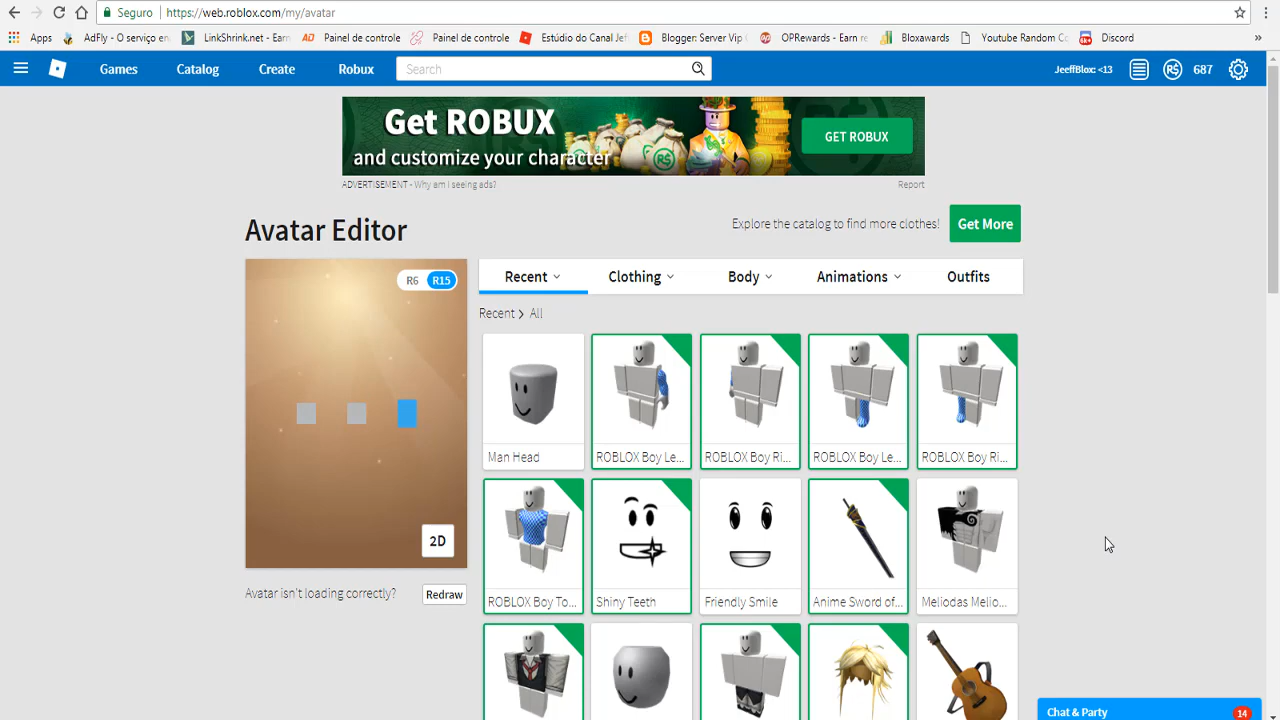 Seguro https://web.roblox.com/my/avatar
Apps AdFly - O serviço en LinkShrink.net - Earn Painel de controle Painel de controle Estúdio do Canal Jef Blogger: Senser Vip OPRewards - Earn re Bloxawards Youtube Random Co 6k+ Discord »
Games Catalog Create Robux Search JeeffBlox: <13 R$ 687
Get ROBUX
and customize your character
GET ROBUX
ADVERTISEMENT - Why am I seeing ads? Report
Avatar Editor
Explore the catalog to find more clothes! Get More
R6 R15
Recent Clothing Body Animations Outfits
Recent > All
Man Head ROBLOX Boy Le... ROBLOX Boy Ri... ROBLOX Boy Le... ROBLOX Boy Ri...
2D
Avatar isn't loading correctly? Redraw
ROBLOX Boy To... Shiny Teeth Friendly Smile Anime Sword of... Meliodas Melio...
Chat & Party 14